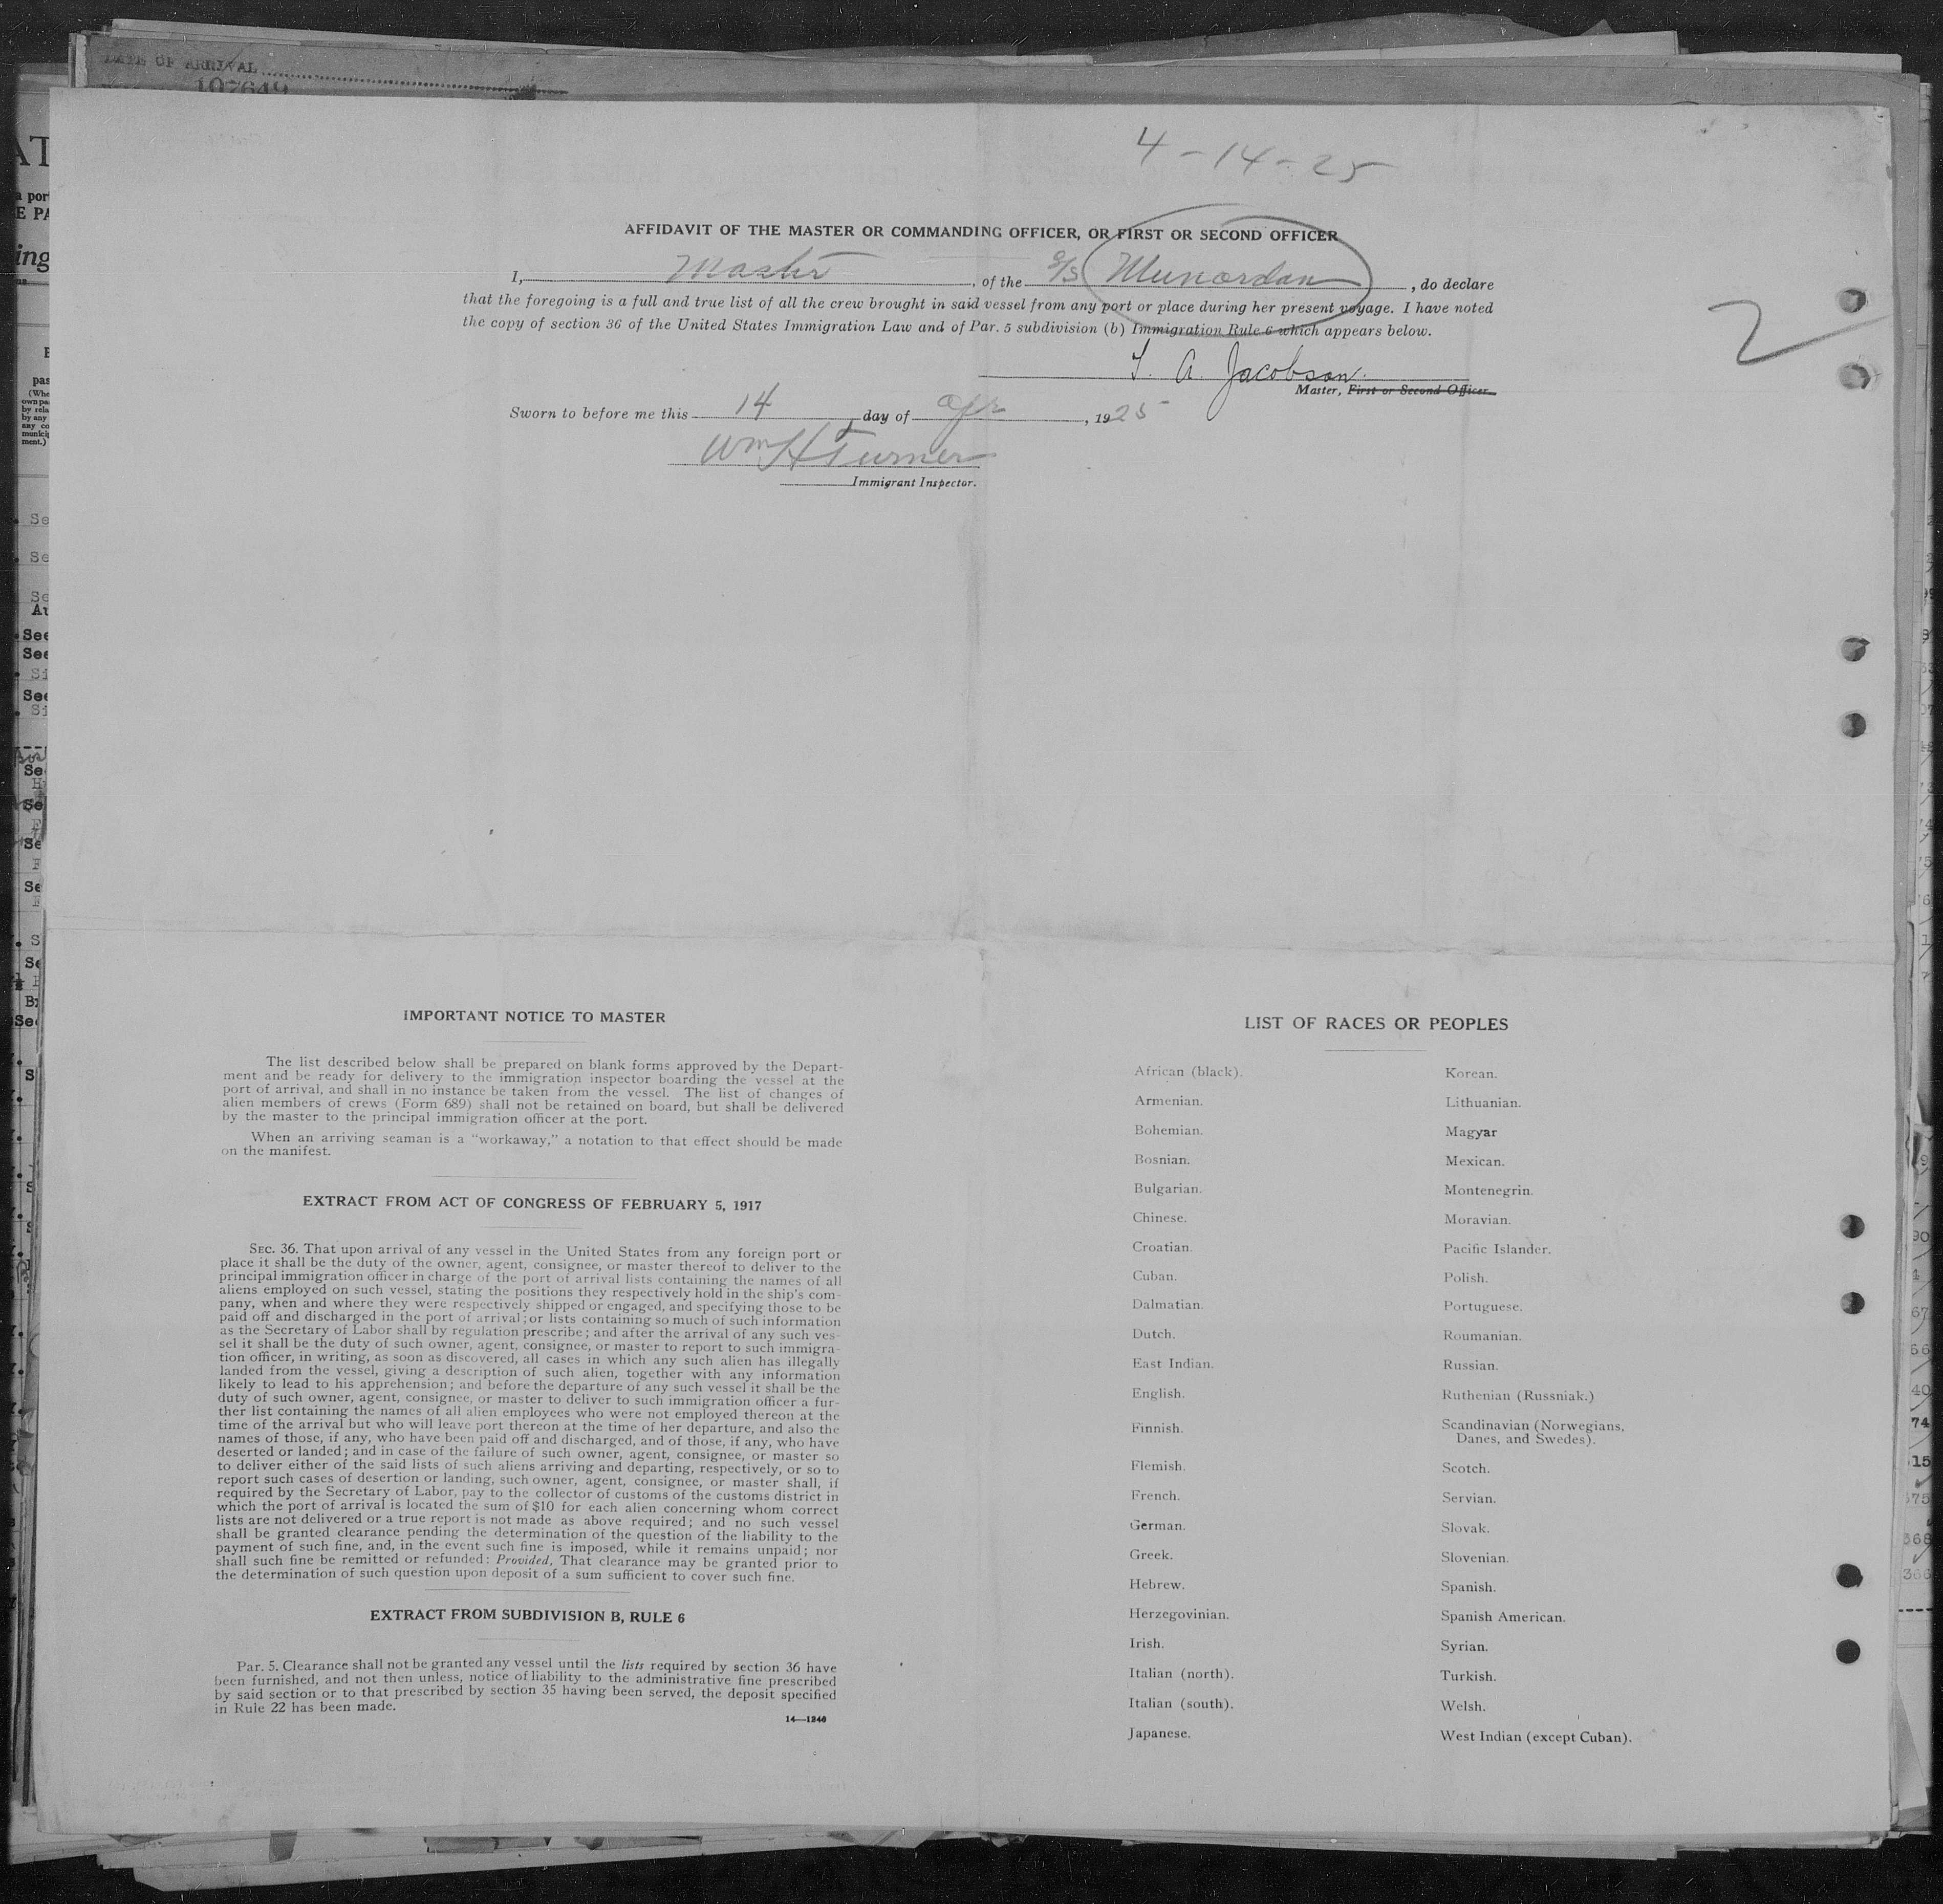 DATE OF ARRIVAL
107649
4-14-25
AFFIDAVIT OF THE MASTER OR COMMANDING OFFICER, OR FIRST OR SECOND OFFICER
I, Master, of the S/S Munordan, do declare
that the foregoing is a full and true list of all the crew brought in said vessel from any port or place during her present voyage. I have noted
the copy of section 36 of the United States Immigration Law and of Par. 5 subdivision (b) Immigration Rule 6 which appears below.
2
A. Jacobson.
Master, First or Second Officer.
Sworn to before me this 14 day of Apr, 1925
Wm H Turner
Immigrant Inspector.
IMPORTANT NOTICE TO MASTER
The list described below shall be prepared on blank forms approved by the Depart-
ment and be ready for delivery to the immigration inspector boarding the vessel at the
port of arrival, and shall in no instance be taken from the vessel. The list of changes of
alien members of crews (Form 689) shall not be retained on board, but shall be delivered
by the master to the principal immigration officer at the port.
When an arriving seaman is a "workaway," a notation to that effect should be made
on the manifest.
EXTRACT FROM ACT OF CONGRESS OF FEBRUARY 5, 1917
SEC. 36. That upon arrival of any vessel in the United States from any foreign port or
place it shall be the duty of the owner, agent, consignee, or master thereof to deliver to the
principal immigration officer in charge of the port of arrival lists containing the names of all
aliens employed on such vessel, stating the positions they respectively hold in the ship's com-
pany, when and where they were respectively shipped or engaged, and specifying those to be
paid off and discharged in the port of arrival; or lists containing so much of such information
as the Secretary of Labor shall by regulation prescribe; and after the arrival of any such ves-
sel it shall be the duty of such owner, agent, consignee, or master to report to such immigra-
tion officer, in writing, as soon as discovered, all cases in which any such alien has illegally
landed from the vessel, giving a description of such alien, together with any information
likely to lead to his apprehension; and before the departure of any such vessel it shall be the
duty of such owner, agent, consignee, or master to deliver to such immigration officer a fur-
ther list containing the names of all alien employees who were not employed thereon at the
time of the arrival but who will leave port thereon at the time of her departure, and also the
names of those, if any, who have been paid off and discharged, and of those, if any, who have
deserted or landed; and in case of the failure of such owner, agent, consignee, or master so
to deliver either of the said lists of such aliens arriving and departing, respectively, or so to
report such cases of desertion or landing, such owner, agent, consignee, or master shall, if
required by the Secretary of Labor, pay to the collector of customs of the customs district in
which the port of arrival is located the sum of $10 for each alien concerning whom correct
lists are not delivered or a true report is not made as above required; and no such vessel
shall be granted clearance pending the determination of the question of the liability to the
payment of such fine, and, in the event such fine is imposed, while it remains unpaid; nor
shall such fine be remitted or refunded: Provided, That clearance may be granted prior to
the determination of such question upon deposit of a sum sufficient to cover such fine.
EXTRACT FROM SUBDIVISION B, RULE 6
Par. 5. Clearance shall not be granted any vessel until the lists required by section 36 have
been furnished, and not then unless, notice of liability to the administrative fine prescribed
by said section or to that prescribed by section 35 having been served, the deposit specified
in Rule 22 has been made.
14—1246
LIST OF RACES OR PEOPLES
African (black).
Armenian.
Bohemian.
Bosnian.
Bulgarian.
Chinese.
Croatian.
Cuban.
Dalmatian.
Dutch.
East Indian.
English.
Finnish.
Flemish.
French.
German.
Greek.
Hebrew.
Herzegovinian.
Irish.
Italian (north).
Italian (south).
Japanese.
Korean.
Lithuanian.
Magyar
Mexican.
Montenegrin.
Moravian.
Pacific Islander.
Polish.
Portuguese.
Roumanian.
Russian.
Ruthenian (Russniak.)
Scandinavian (Norwegians,
Danes, and Swedes).
Scotch.
Servian.
Slovak.
Slovenian.
Spanish.
Spanish American.
Syrian.
Turkish.
Welsh.
West Indian (except Cuban).